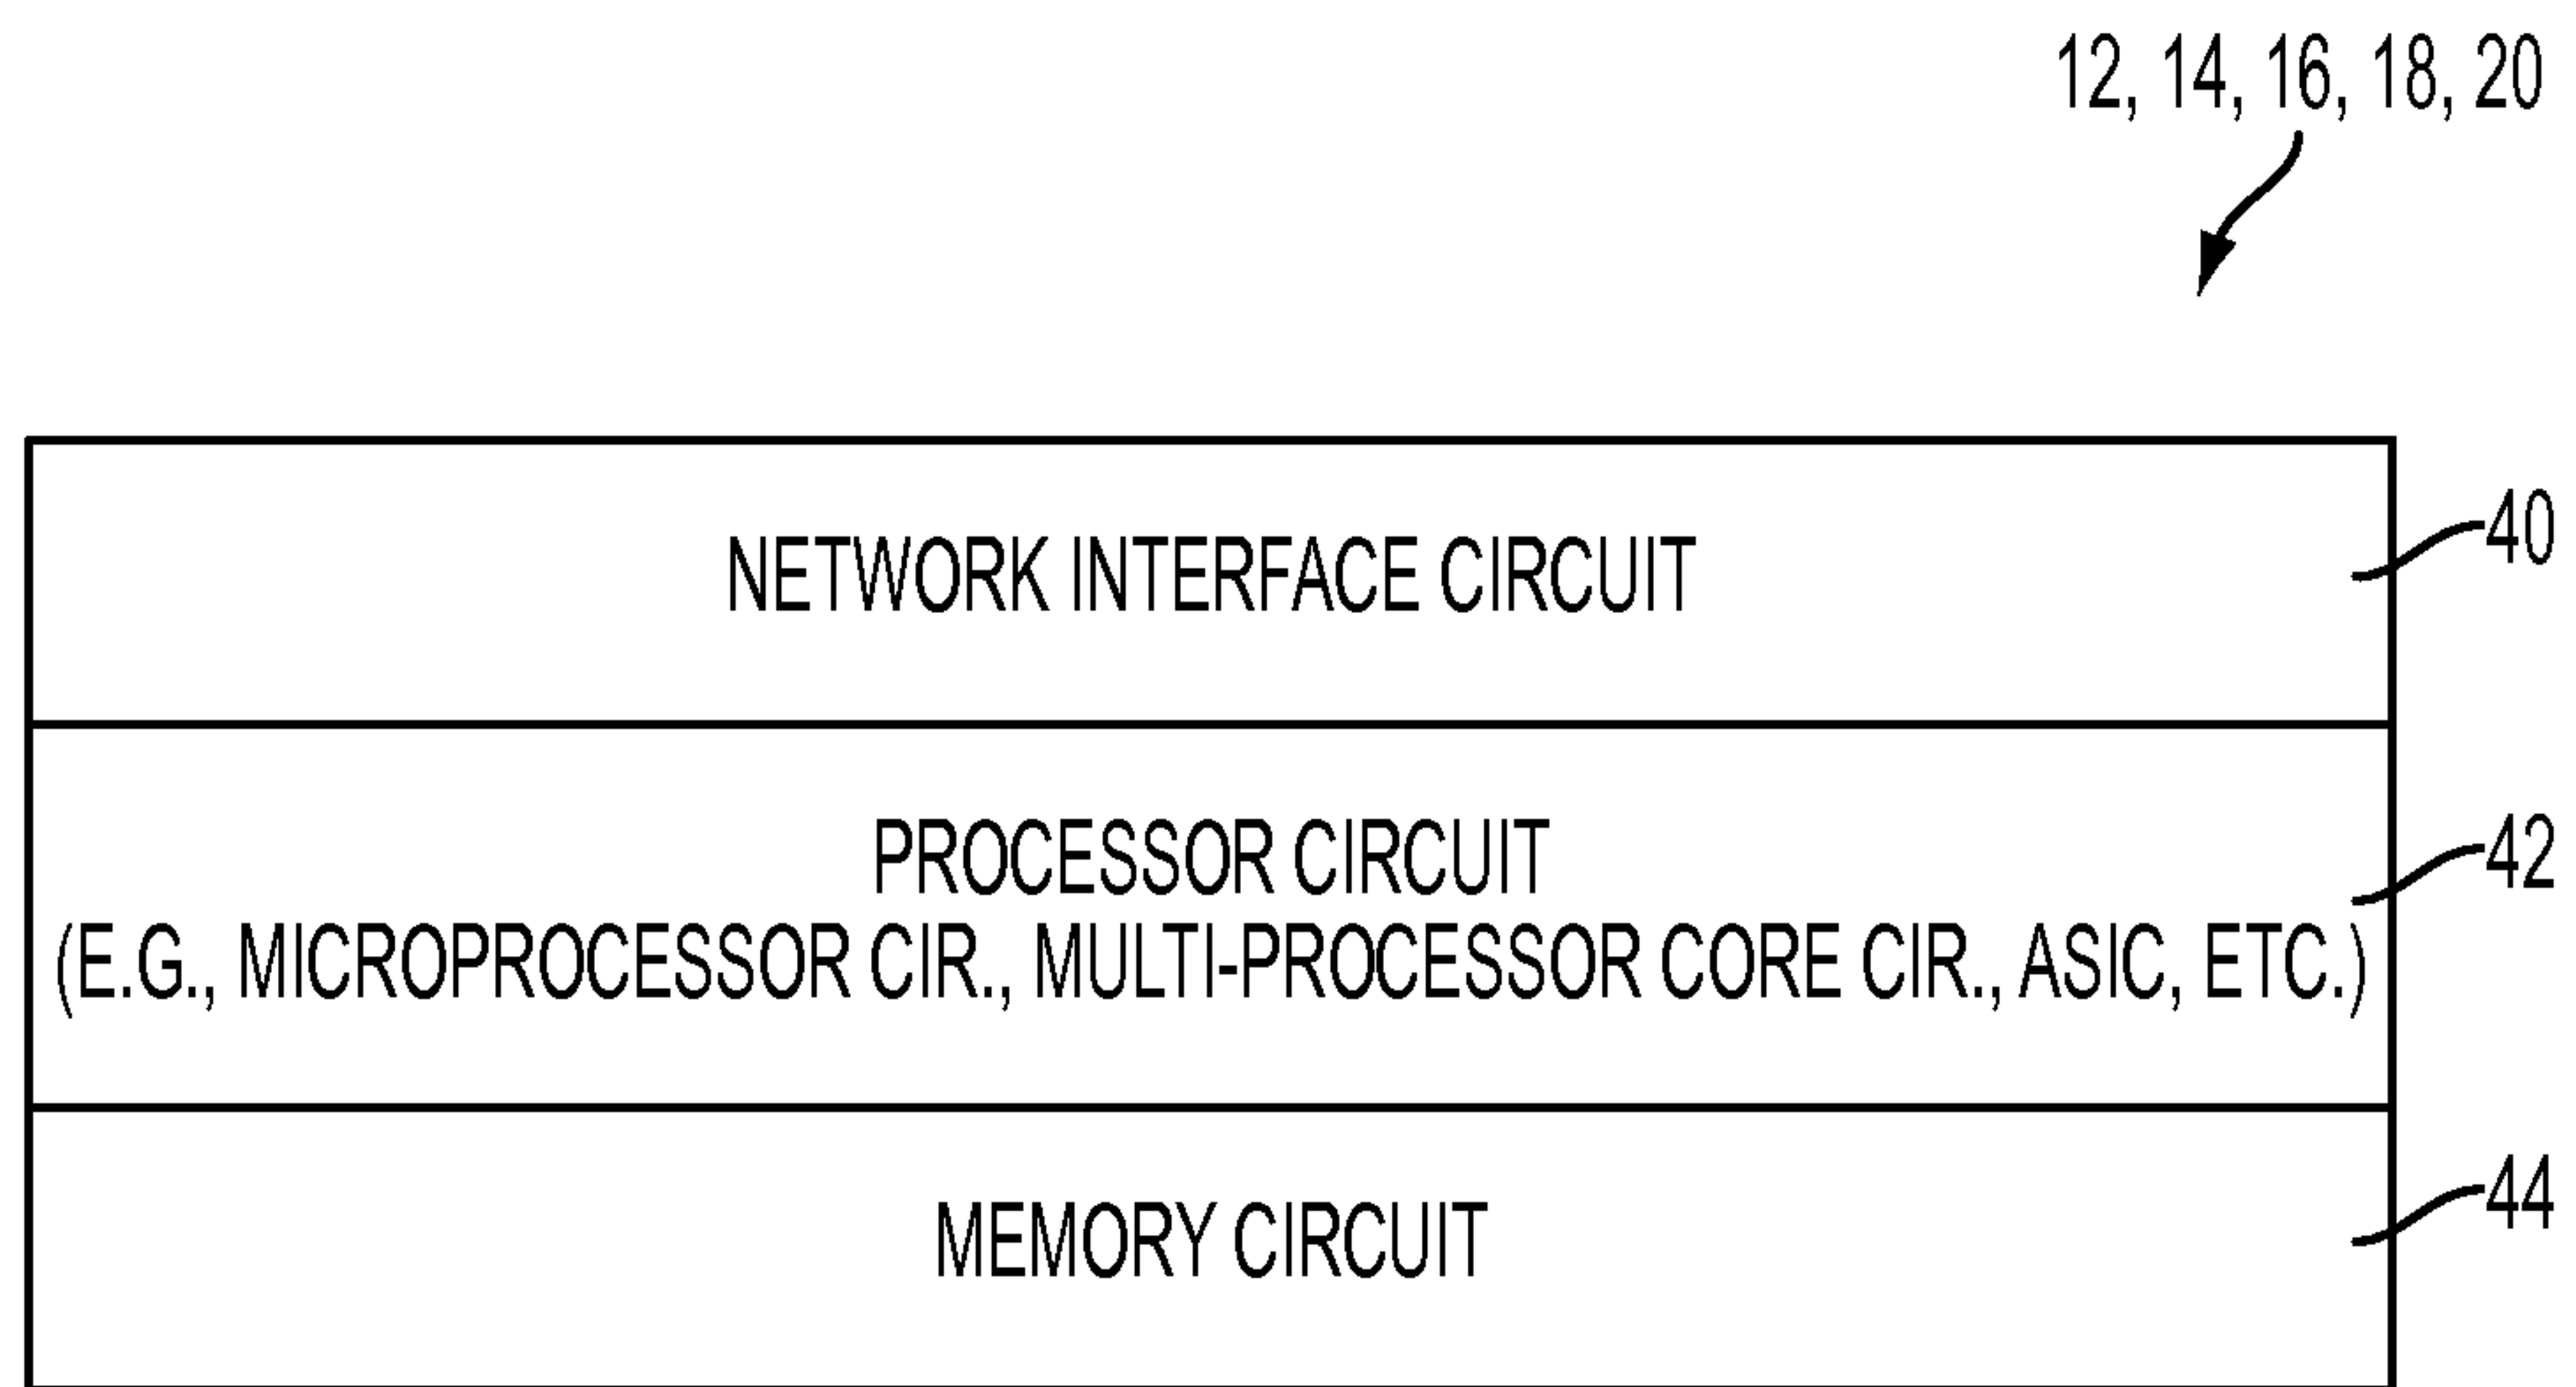 12, 14, 16, 18, 20
NETWORK INTERFACE CIRCUIT
40
PROCESSOR CIRCUIT
(E.G., MICROPROCESSOR CIR., MULTI-PROCESSOR CORE CIR., ASIC, ETC.)
42
MEMORY CIRCUIT
44